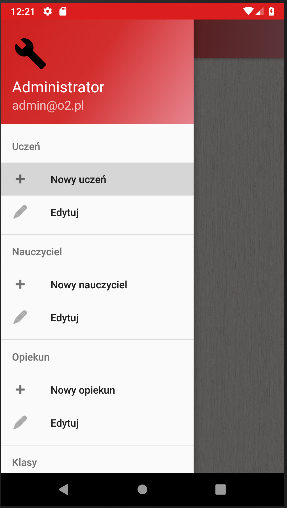 12:21
Administrator
admin@o2.pl
Uczeń
Nowy uczeń
Edytuj
Nauczyciel
Nowy nauczyciel
Edytuj
Opiekun
Nowy opiekun
Edytuj
Klasy